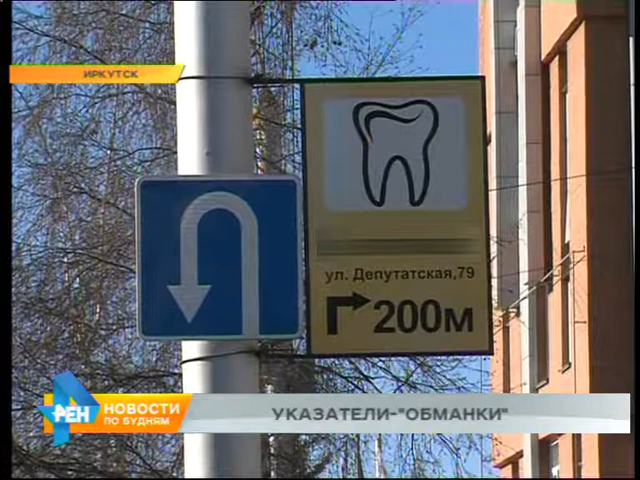 ИРКУТСК
ул. Депутатская,79
200м
РЕН
НОВОСТИ
ПО БУДНЯМ
УКАЗАТЕЛИ-"ОБМАНКИ"